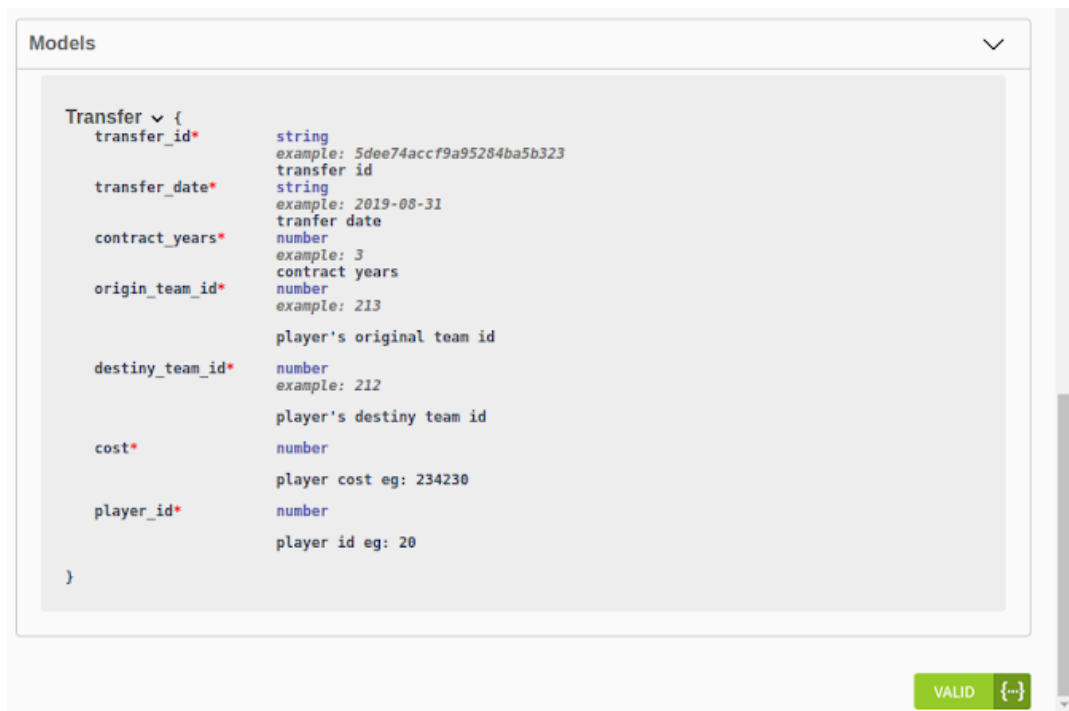 Models
Transfer {
transfer_id* string
example: 5dee74accf9a95284ba5b323
transfer id
transfer_date* string
example: 2019-08-31
tranfer date
contract_years* number
example: 3
contract years
origin_team_id* number
example: 213
player's original team id
destiny_team_id* number
example: 212
player's destiny team id
cost* number
player cost eg: 234230
player_id* number
player id eg: 20
}
VALID {···}